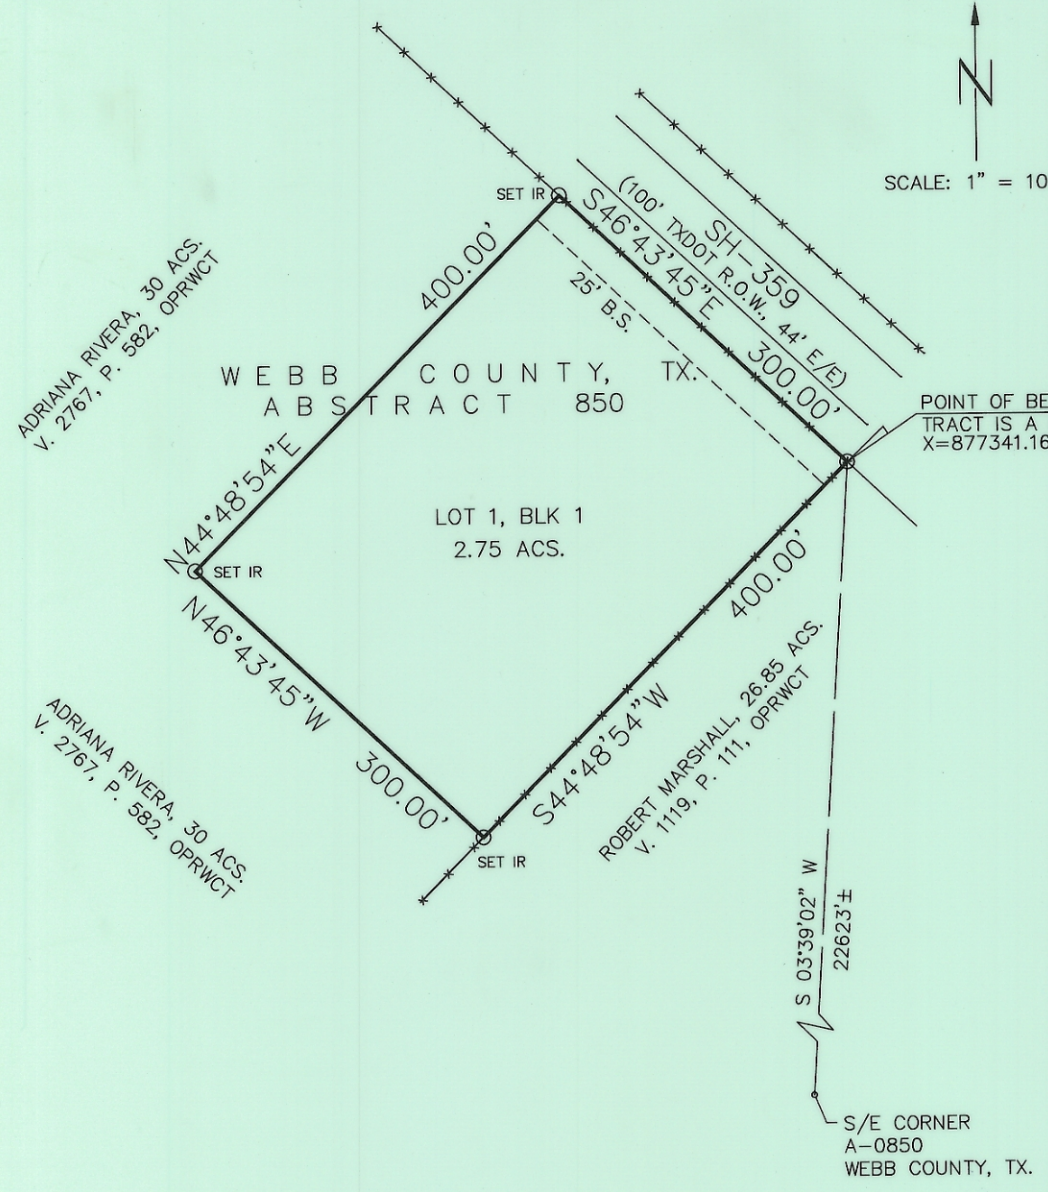 N
SCALE: 1" = 10
SET IR
S46°43'45"E
300.00'
(100' TXDOT R.O.W., 44' E/E)
SH-359
25' B.S.
400.00'
N44°48'54"E
ADRIANA RIVERA, 30 ACS.
V. 2767, P. 582, OPRWCT
WEBB COUNTY, TX.
ABSTRACT 850
POINT OF BE
TRACT IS A
X=877341.16
LOT 1, BLK 1
2.75 ACS.
SET IR
N46°43'45"W
300.00'
400.00'
S44°48'54"W
ROBERT MARSHALL, 26.85 ACS.
V. 1119, P. 111, OPRWCT
ADRIANA RIVERA, 30 ACS.
V. 2767, P. 582, OPRWCT
SET IR
S 03°39'02" W
22623'±
S/E CORNER
A-0850
WEBB COUNTY, TX.